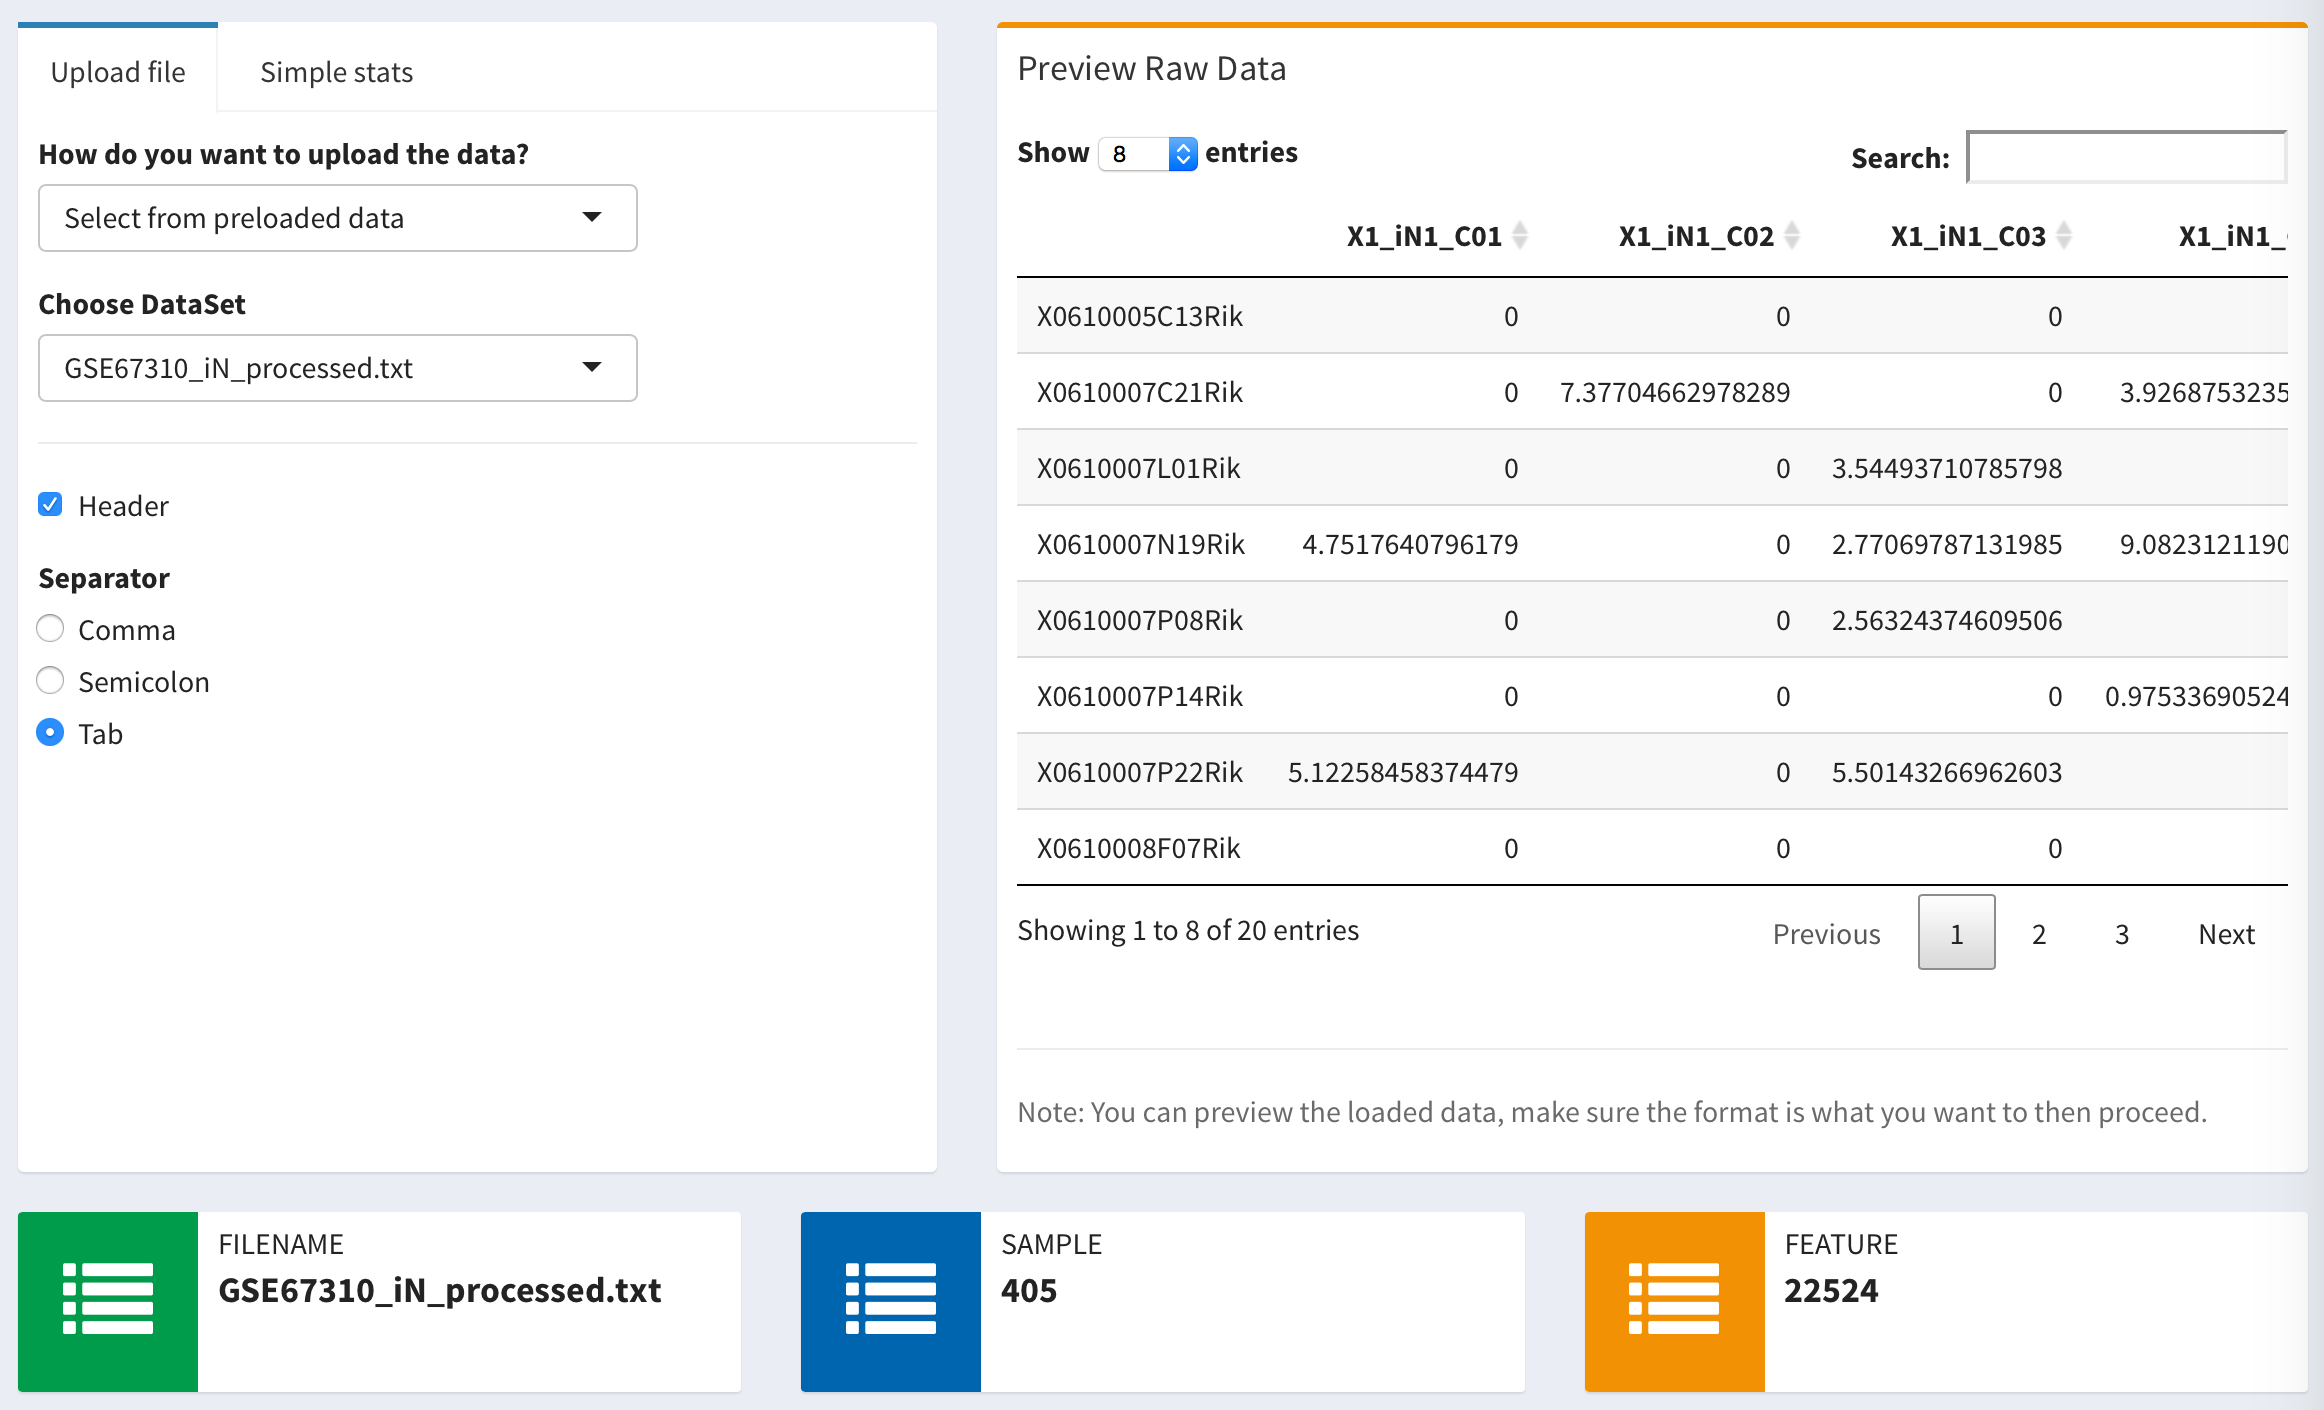 Upload file Simple stats
How do you want to upload the data?
Select from preloaded data
Choose DataSet
GSE67310_iN_processed.txt
Header
Separator
Comma
Semicolon
Tab
Preview Raw Data
Show 8 entries Search:
X1_iN1_C01 X1_iN1_C02 X1_iN1_C03 X1_iN1_
X0610005C13Rik 0 0 0
X0610007C21Rik 0 7.37704662978289 0 3.9268753235
X0610007L01Rik 0 0 3.54493710785798
X0610007N19Rik 4.7517640796179 0 2.77069787131985 9.0823121190
X0610007P08Rik 0 0 2.56324374609506
X0610007P14Rik 0 0 0 0.97533690524
X0610007P22Rik 5.12258458374479 0 5.50143266962603
X0610008F07Rik 0 0 0
Showing 1 to 8 of 20 entries Previous 1 2 3 Next
Note: You can preview the loaded data, make sure the format is what you want to then proceed.
FILENAME
GSE67310_iN_processed.txt
SAMPLE
405
FEATURE
22524